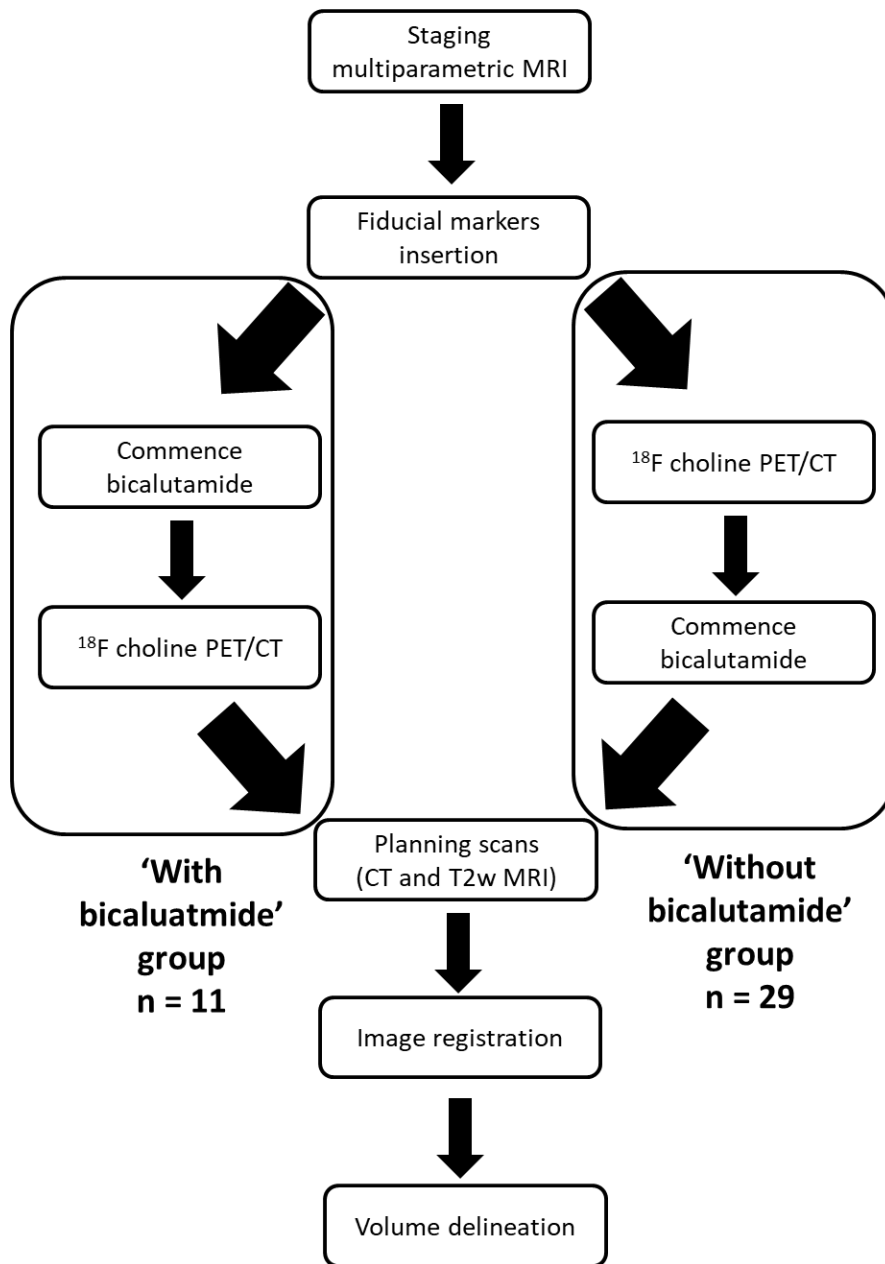 Staging
multiparametric MRI
Fiducial markers
insertion
Commence
bicalutamide
¹⁸F choline PET/CT
‘With
bicaluatmide’
group
n = 11
¹⁸F choline PET/CT
Commence
bicalutamide
‘Without
bicalutamide’
group
n = 29
Planning scans
(CT and T2w MRI)
Image registration
Volume delineation